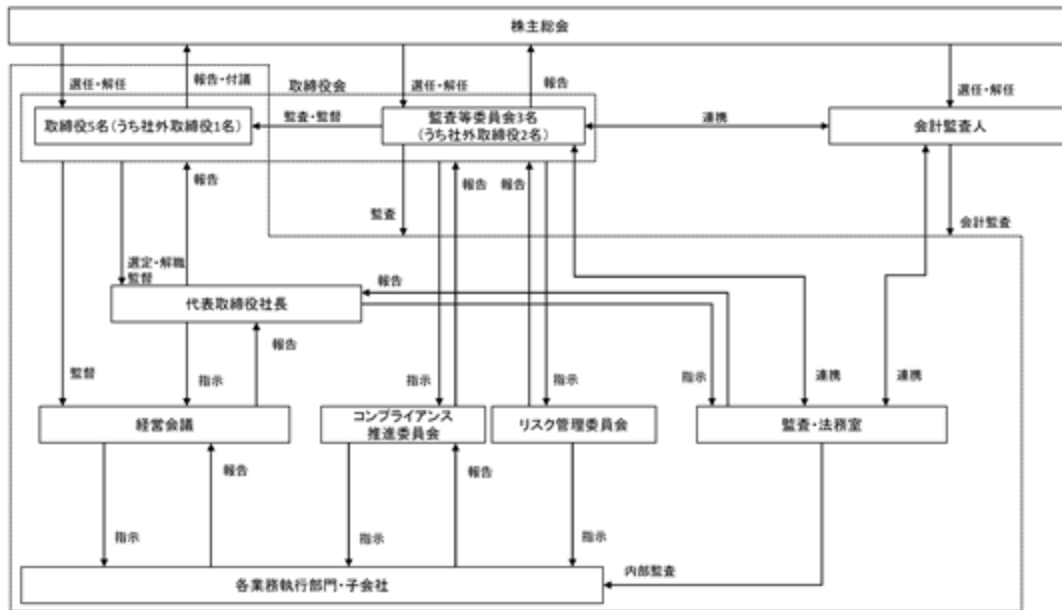 株主総会
選任・解任
報告・付議
取締役会
選任・解任
報告
選任・解任
取締役5名(うち社外取締役1名)
監査・監督
監査等委員会3名
(うち社外取締役2名)
連携
会計監査人
報告
報告
報告
監査
会計監査
選定・解職
監督
報告
代表取締役社長
報告
監督
指示
指示
指示
指示
連携
連携
経営会議
コンプライアンス
推進委員会
リスク管理委員会
監査・法務室
報告
報告
指示
指示
指示
内部監査
各業務執行部門・子会社